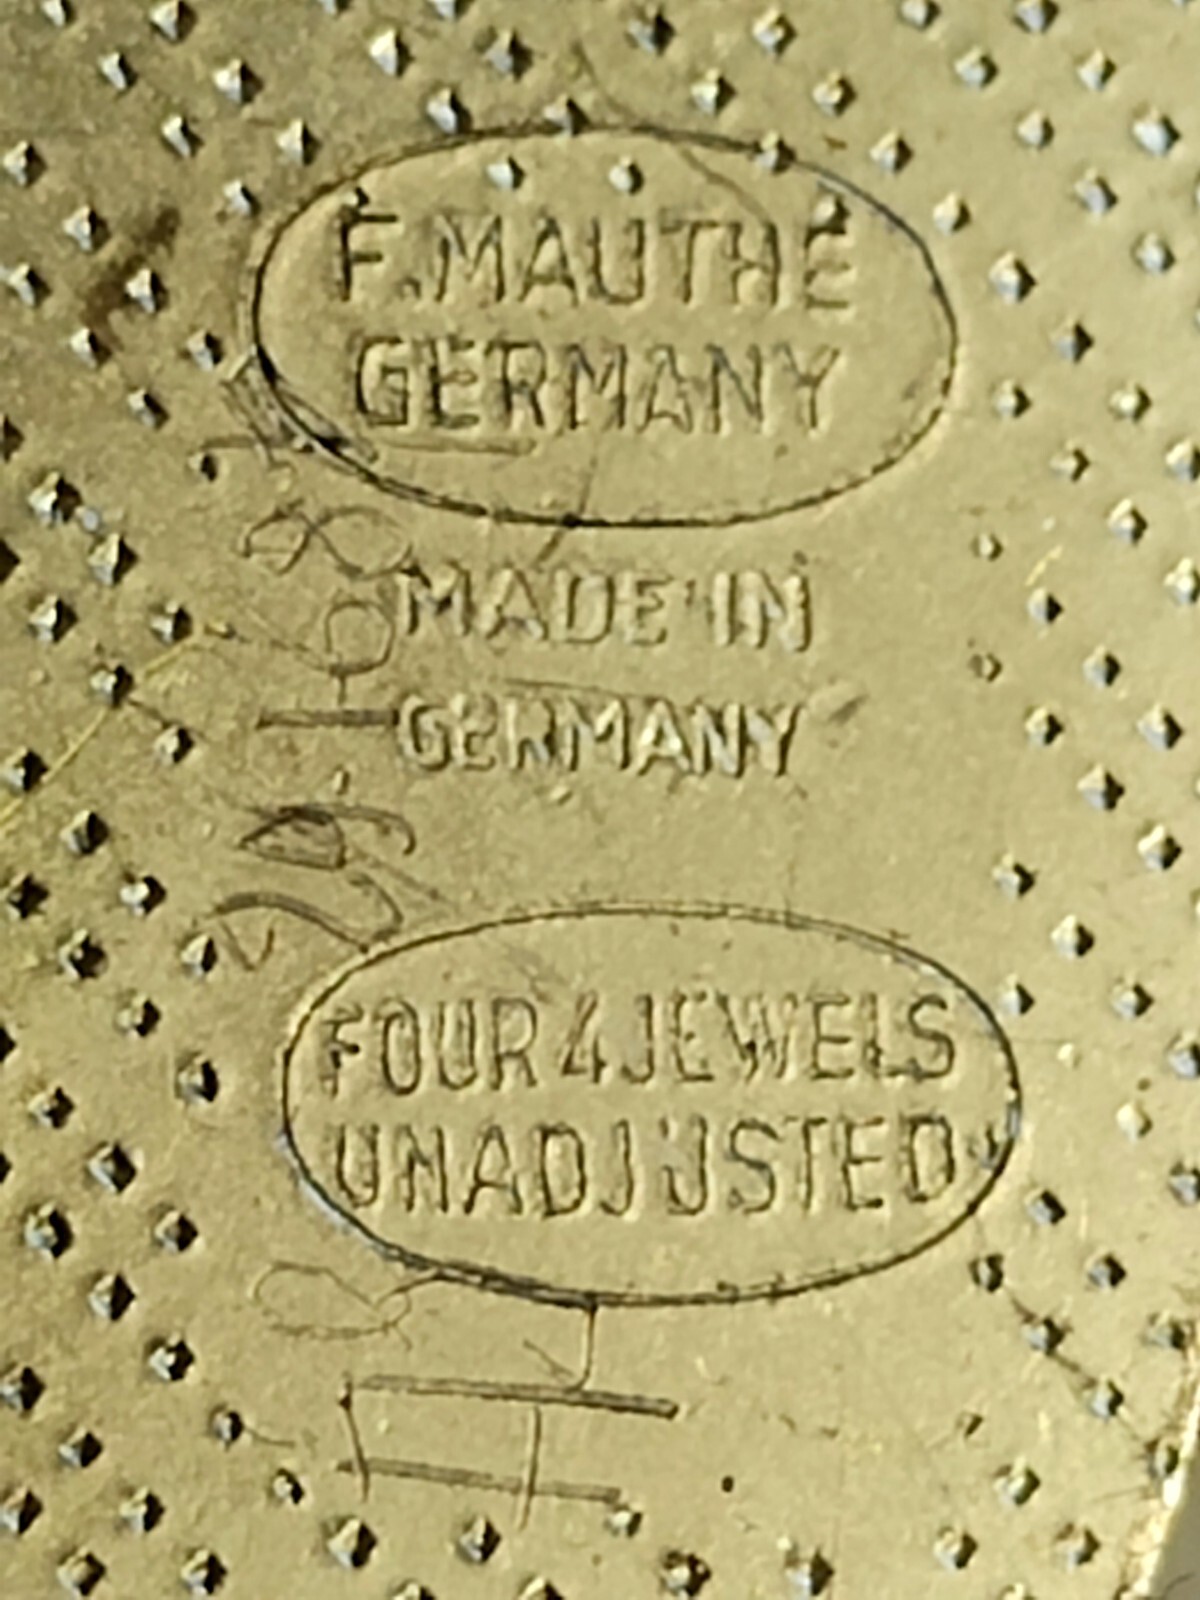 F. MAUTHE
GERMANY
MADE IN
GERMANY
FOUR 4 JEWELS
UNADJUSTED